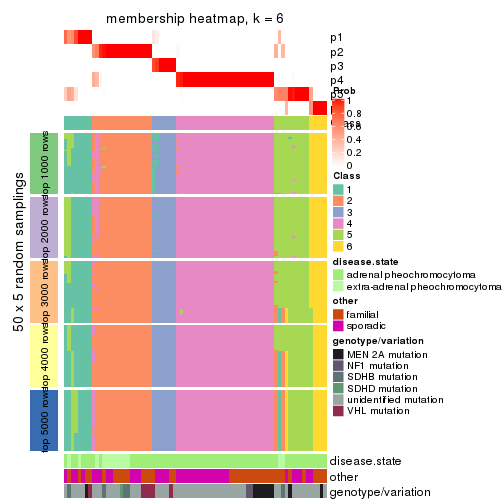 membership heatmap, k = 6
p1
p2
p3
p4
Prob
1
0.8
0.6
0.4
0.2
0
Class
1
2
3
4
5
6
disease.state
adrenal pheochromocytoma
extra-adrenal pheochromocytoma
other
familial
sporadic
genotype/variation
MEN 2A mutation
NF1 mutation
SDHB mutation
SDHD mutation
unidentified mutation
VHL mutation
50 x 5 random samplings
top 1000 rows
top 2000 rows
top 3000 rows
top 4000 rows
top 5000 rows
disease.state
other
genotype/variation